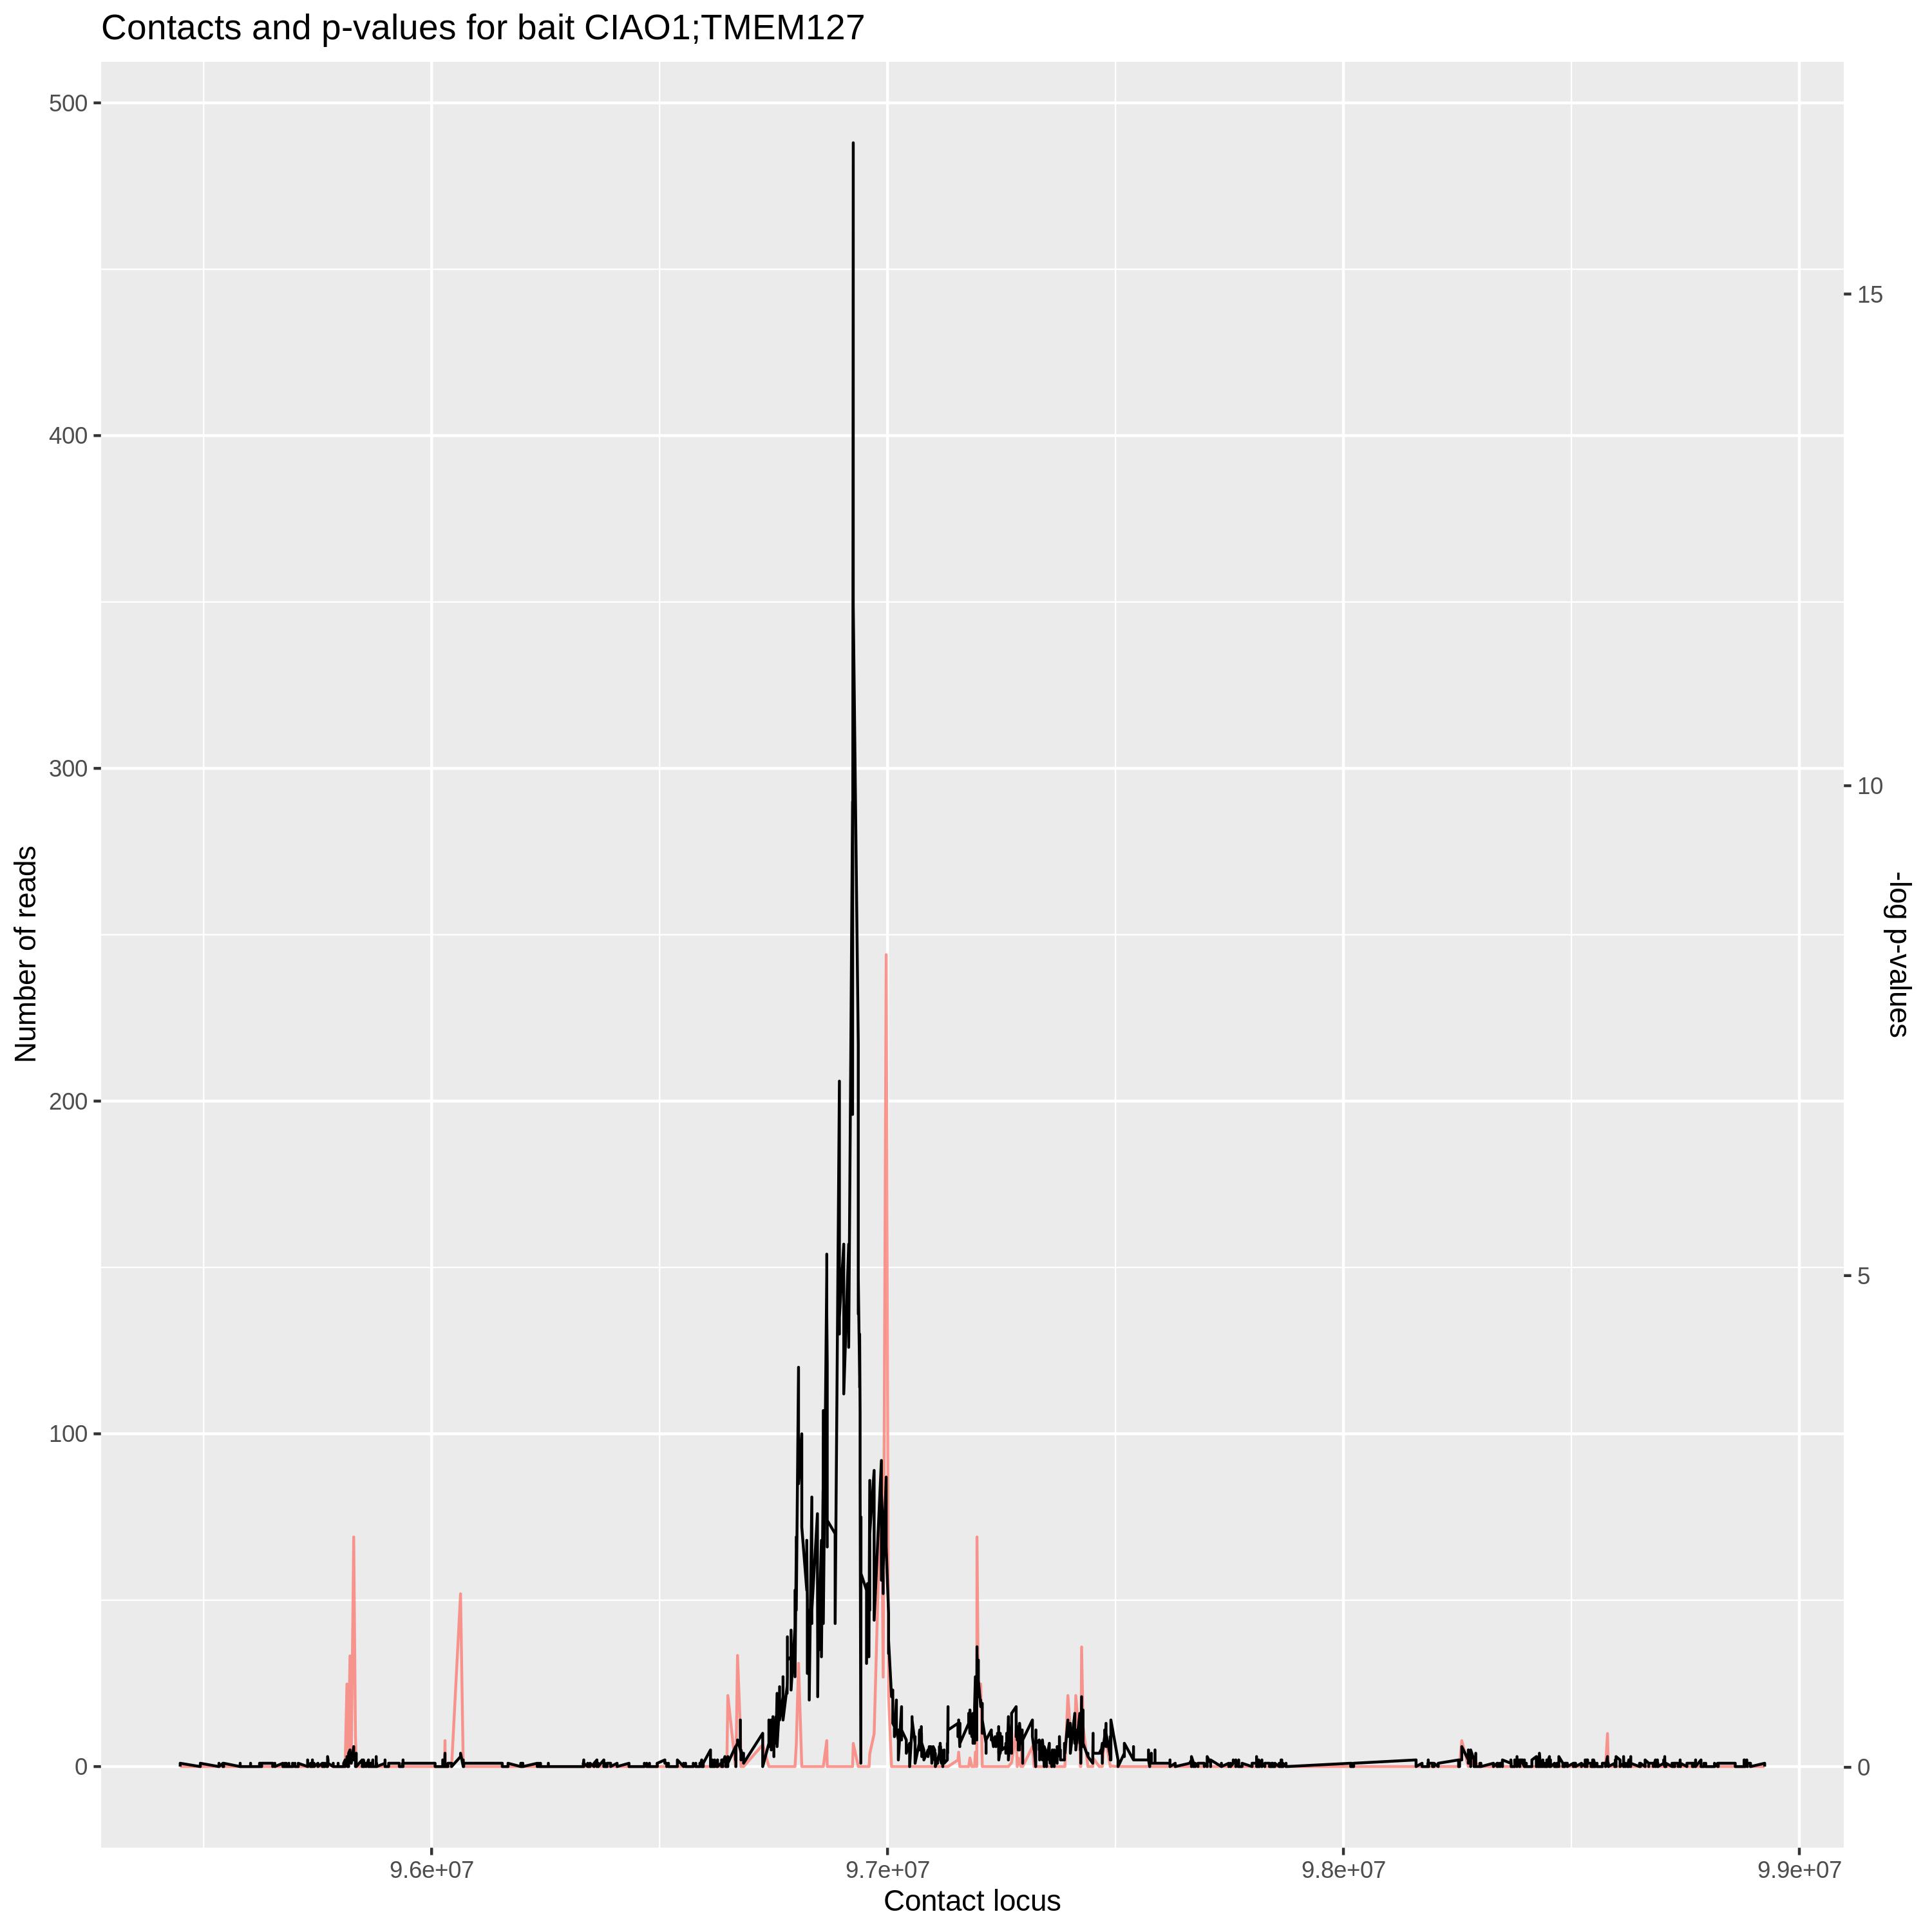 Contacts and p-values for bait CIAO1;TMEM127
500
400
300
200
100
0
Number of reads
15
10
5
0
-log p-values
9.6e+07
9.7e+07
9.8e+07
9.9e+07
Contact locus